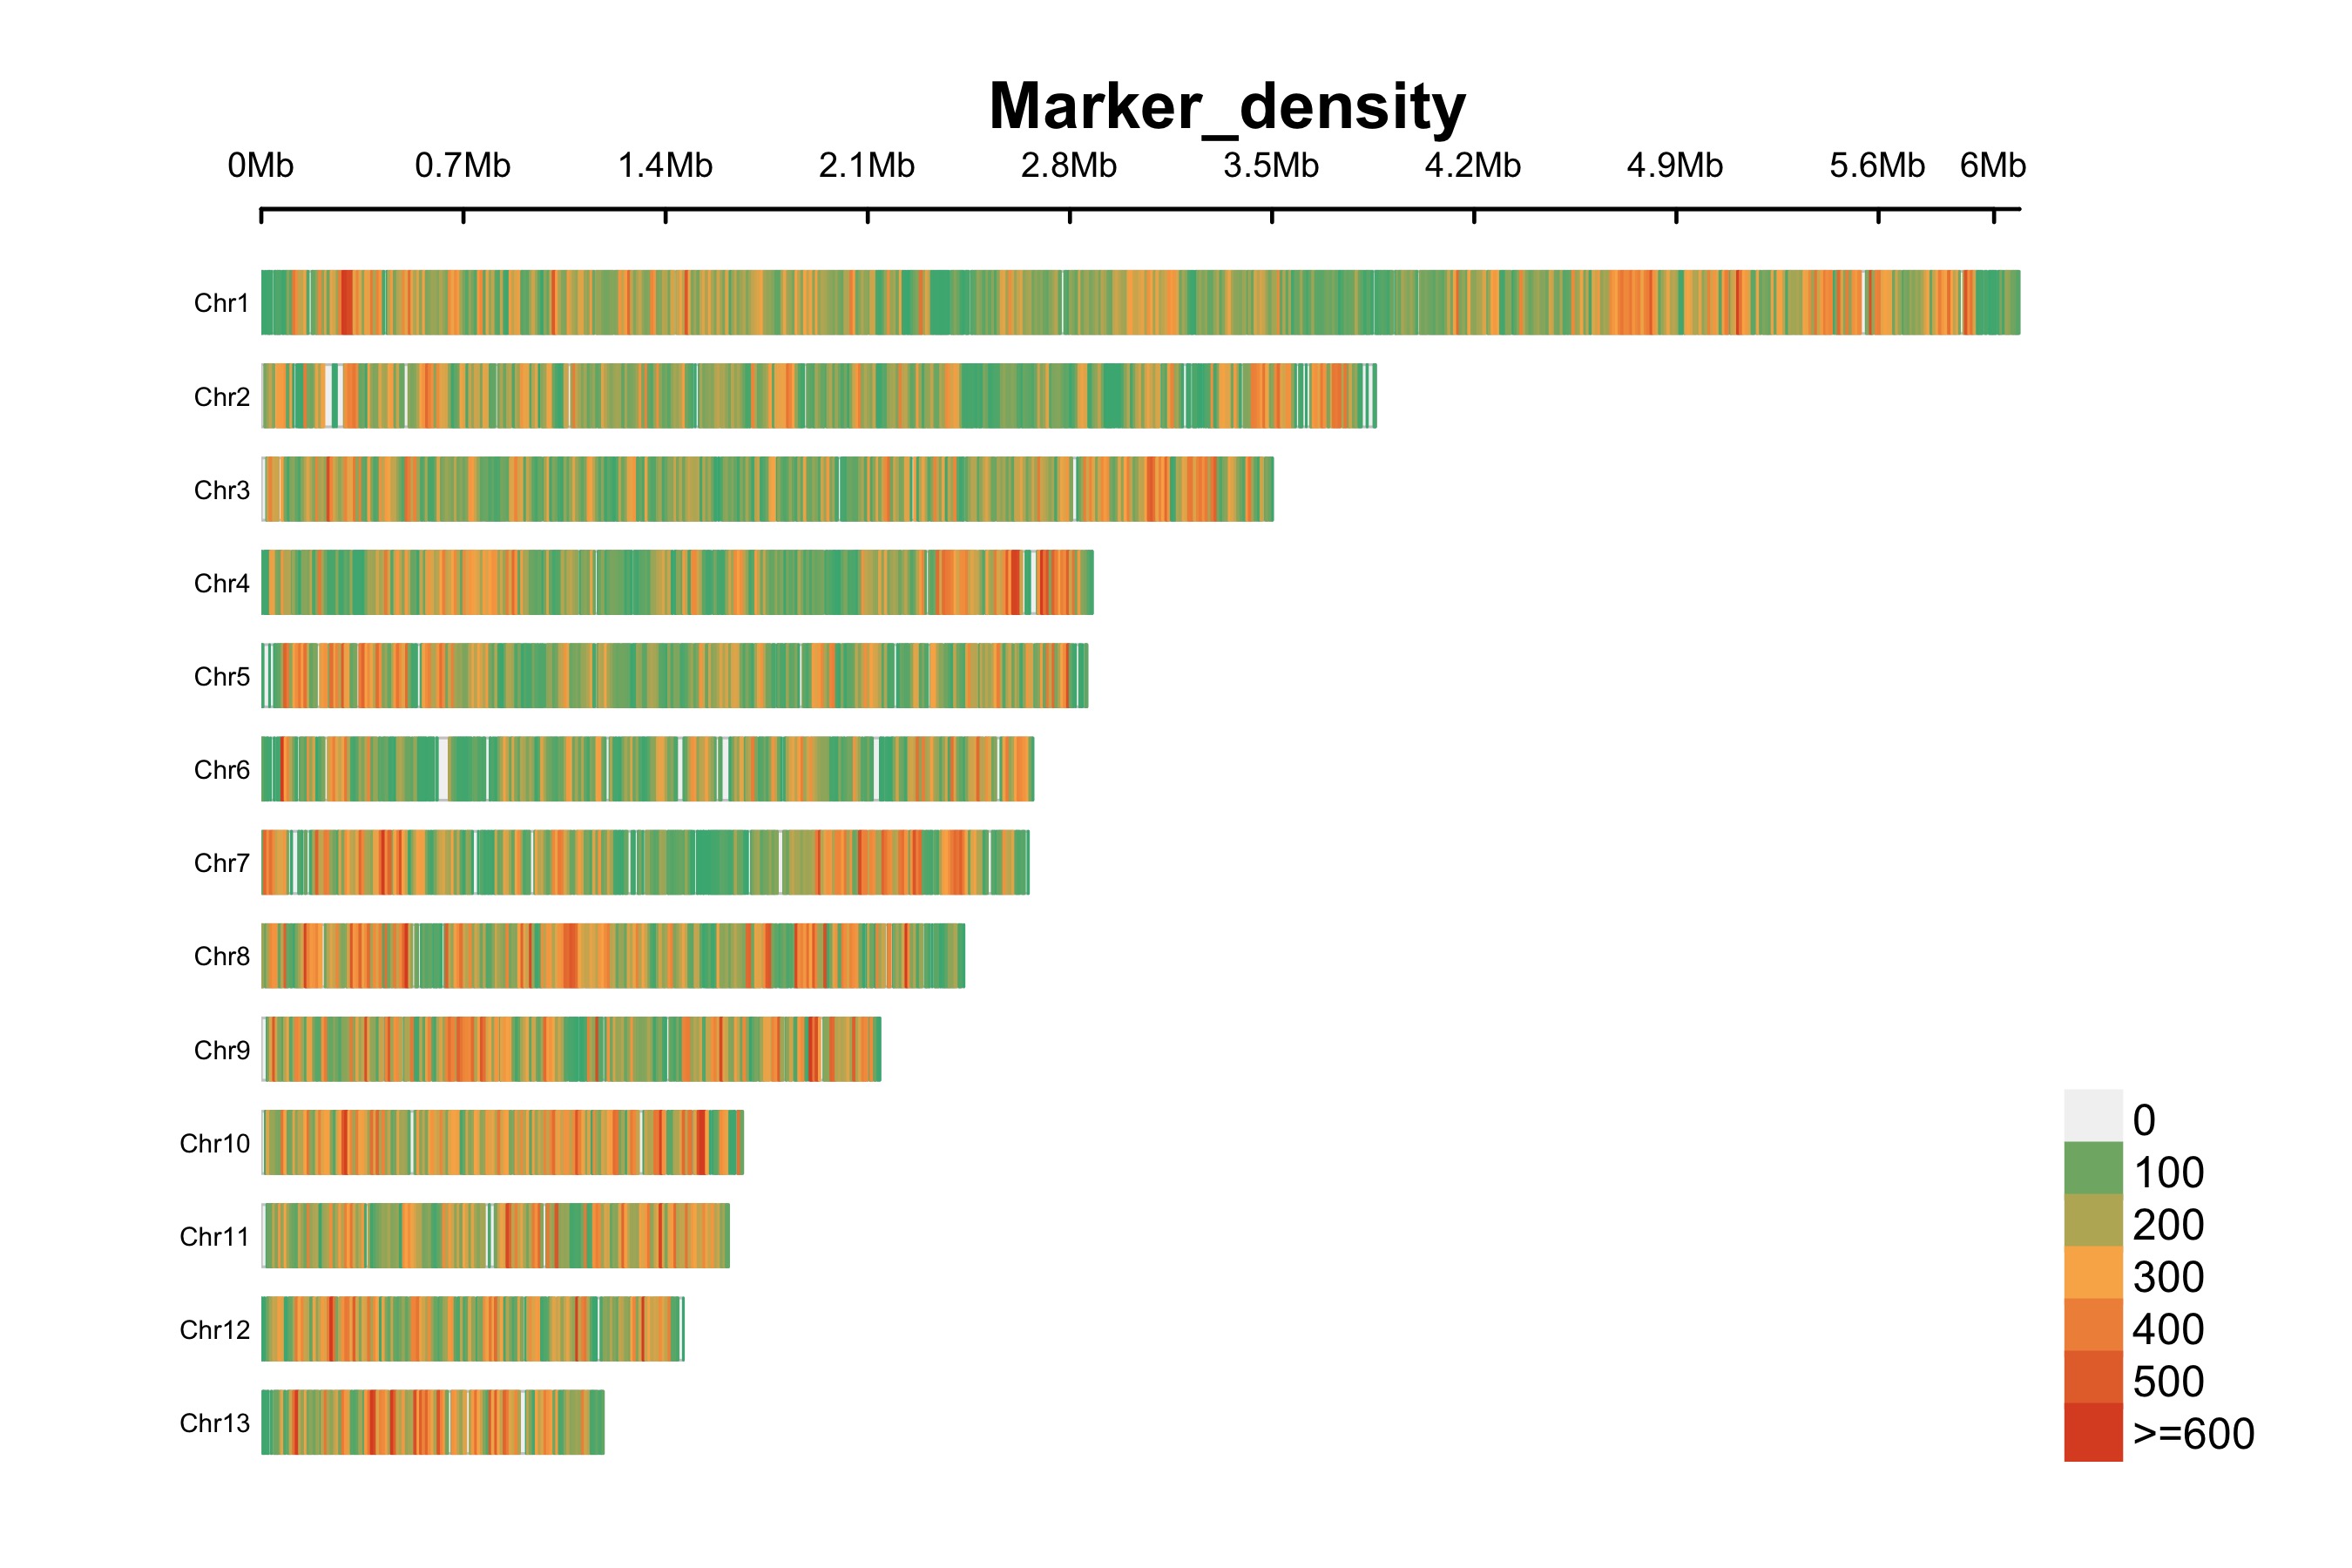 Marker_density
0Mb 0.7Mb 1.4Mb 2.1Mb 2.8Mb 3.5Mb 4.2Mb 4.9Mb 5.6Mb 6Mb
Chr1
Chr2
Chr3
Chr4
Chr5
Chr6
Chr7
Chr8
Chr9
Chr10
Chr11
Chr12
Chr13
0
100
200
300
400
500
>=600